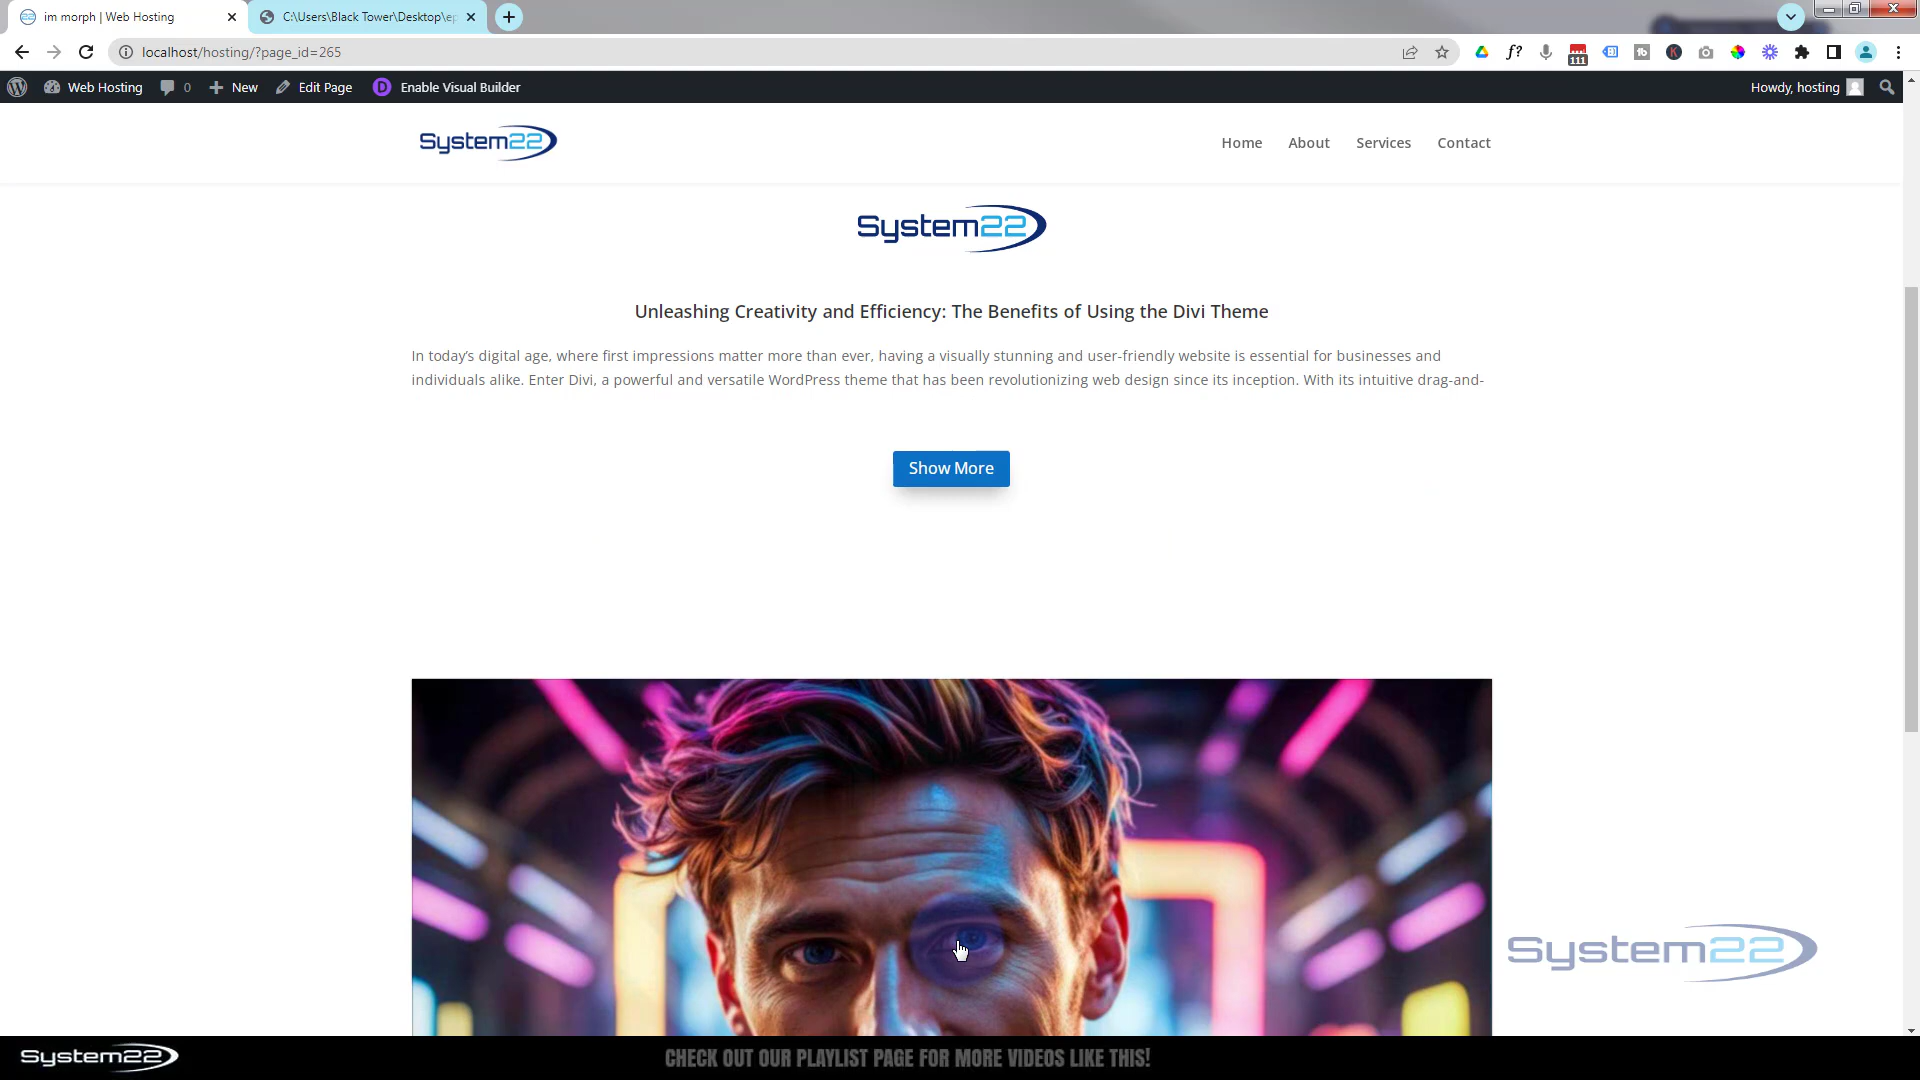 im morph | Web Hosting
C:\Users\Black Tower\Desktop\ep
localhost/hosting/?page_id=265
111
Web Hosting
0
New
Edit Page
D
Enable Visual Builder
Howdy, hosting
System22
Home
About
Services
Contact
System22
Unleashing Creativity and Efficiency: The Benefits of Using the Divi Theme
In today's digital age, where first impressions matter more than ever, having a visually stunning and user-friendly website is essential for businesses and
individuals alike. Enter Divi, a powerful and versatile WordPress theme that has been revolutionizing web design since its inception. With its intuitive drag-and-
Show More
System22
System22
CHECK OUT OUR PLAYLIST PAGE FOR MORE VIDEOS LIKE THIS!